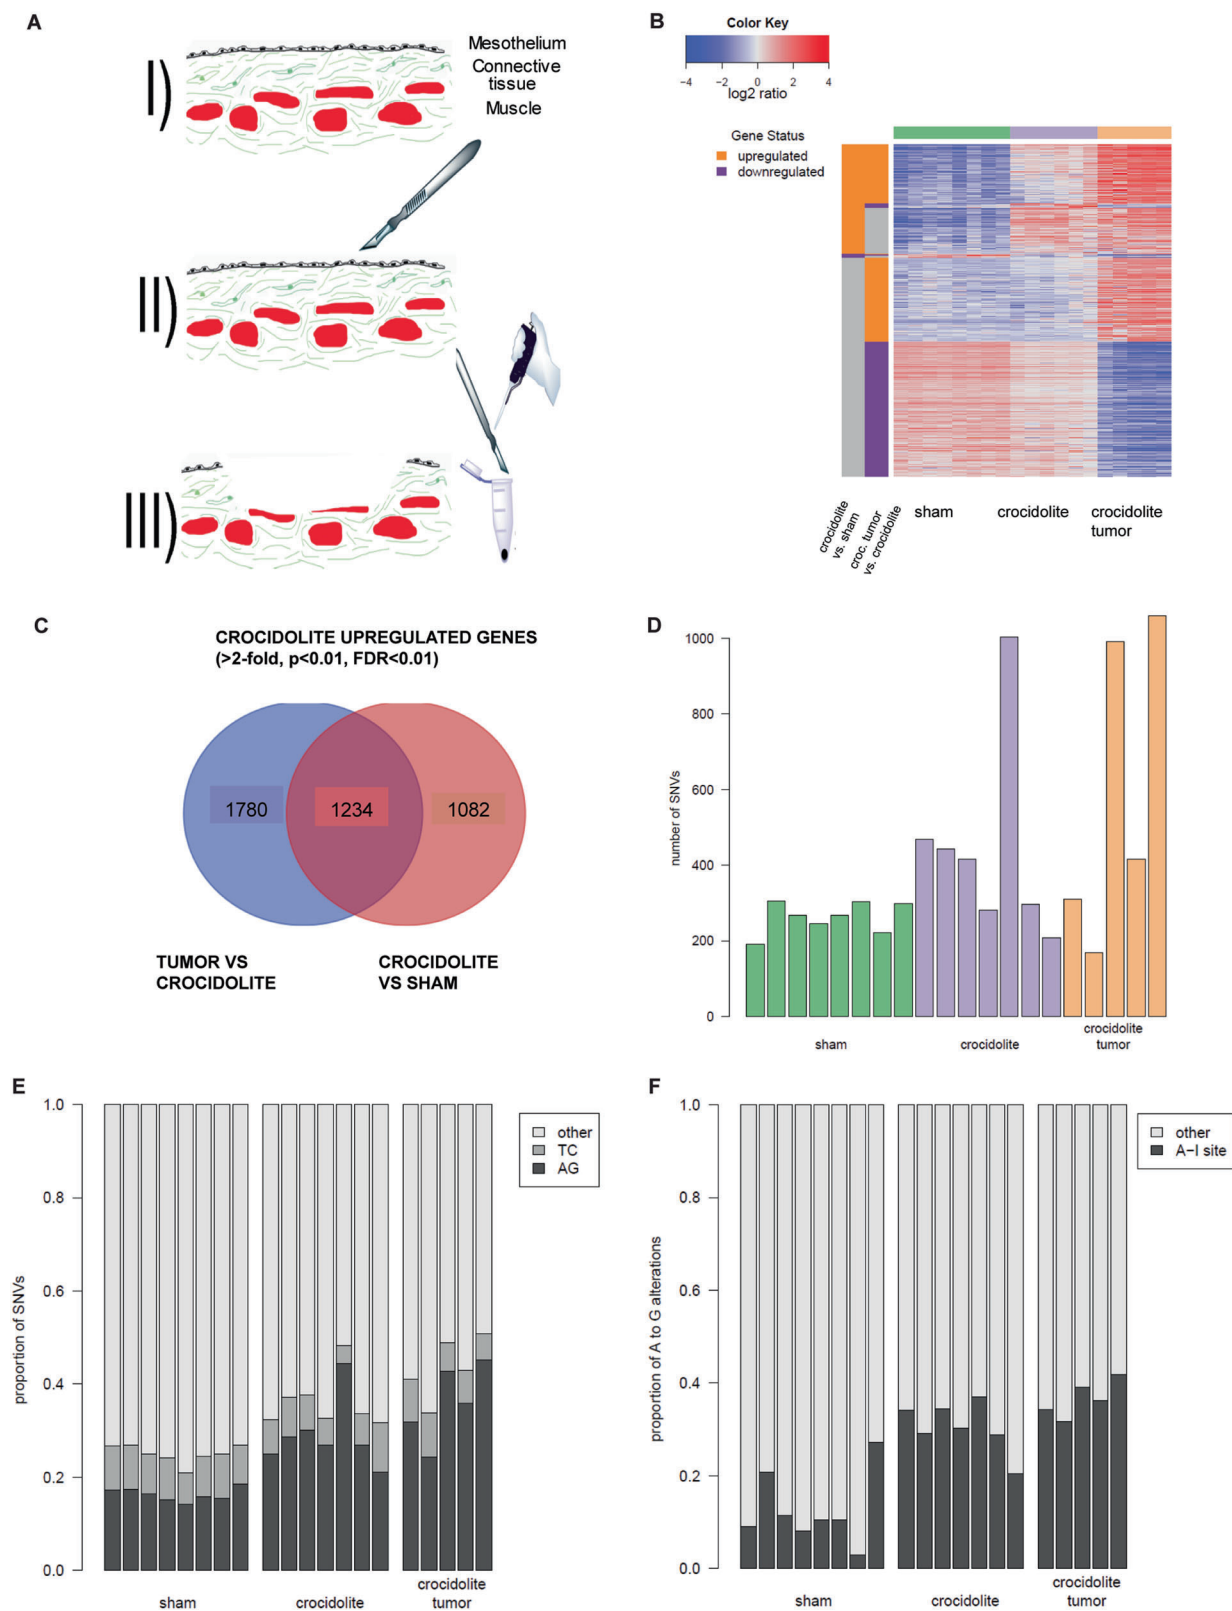 A
I)
Mesothelium
Connective
tissue
Muscle
II)
III)
B
Color Key
−4 −2 0 2 4
log2 ratio
Gene Status
upregulated
downregulated
crocidolite
vs. sham
croc. tumor
vs. crocidolite
sham
crocidolite
crocidolite
tumor
C
CROCIDOLITE UPREGULATED GENES
(>2-fold, p<0.01, FDR<0.01)
1780 1234 1082
TUMOR VS
CROCIDOLITE
CROCIDOLITE
VS SHAM
D
number of SNVs
1000
800
600
400
200
0
sham
crocidolite
crocidolite
tumor
E
proportion of SNVs
1.0
0.8
0.6
0.4
0.2
0.0
other
TC
AG
sham
crocidolite
crocidolite
tumor
F
proportion of A to G alterations
1.0
0.8
0.6
0.4
0.2
0.0
other
A−I site
sham
crocidolite
crocidolite
tumor